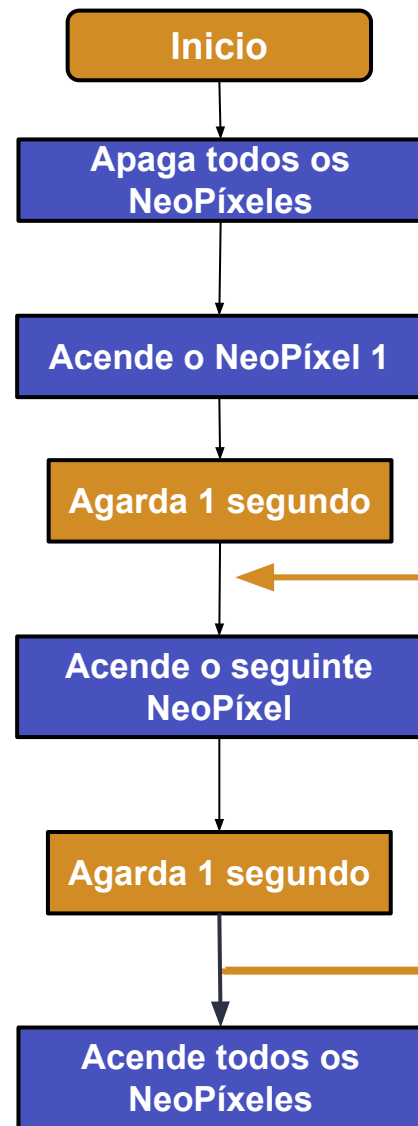 Inicio
Apaga todos os
NeoPíxeles
Acende o NeoPíxel 1
Agarda 1 segundo
Acende o seguinte
NeoPíxel
Agarda 1 segundo
Acende todos os
NeoPíxeles